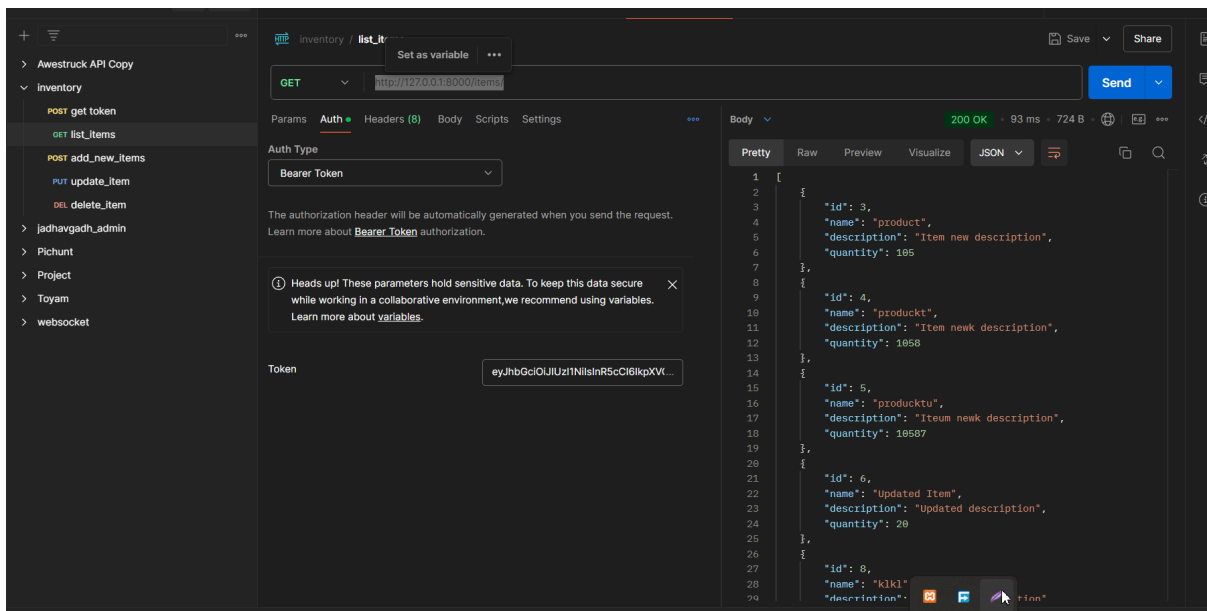 Awestruck API Copy
inventory
POST get token
GET list_items
POST add_new_items
PUT update_item
DEL delete_item
jadhavgadh_admin
Pichunt
Project
Toyam
websocket
HTTP inventory / list_it
Set as variable
Save
Share
GET
http://127.0.0.1:8000/items/
Send
Params Auth Headers (8) Body Scripts Settings
Auth Type
Bearer Token
The authorization header will be automatically generated when you send the request.
Learn more about Bearer Token authorization.
Heads up! These parameters hold sensitive data. To keep this data secure
while working in a collaborative environment,we recommend using variables.
Learn more about variables.
Token
Body
200 OK • 93 ms • 724 B
e.g.
Pretty Raw Preview Visualize JSON
1 [
2 {
3 "id": 3,
4 "name": "product",
5 "description": "Item new description",
6 "quantity": 105
7 },
8 {
9 "id": 4,
10 "name": "produckt",
11 "description": "Item newk description",
12 "quantity": 1058
13 },
14 {
15 "id": 5,
16 "name": "producktu",
17 "description": "Iteum newk description",
18 "quantity": 10587
19 },
20 {
21 "id": 6,
22 "name": "Updated Item",
23 "description": "Updated description",
24 "quantity": 20
25 },
26 {
27 "id": 8,
28 "name": "klkl"
29 "description": tion"